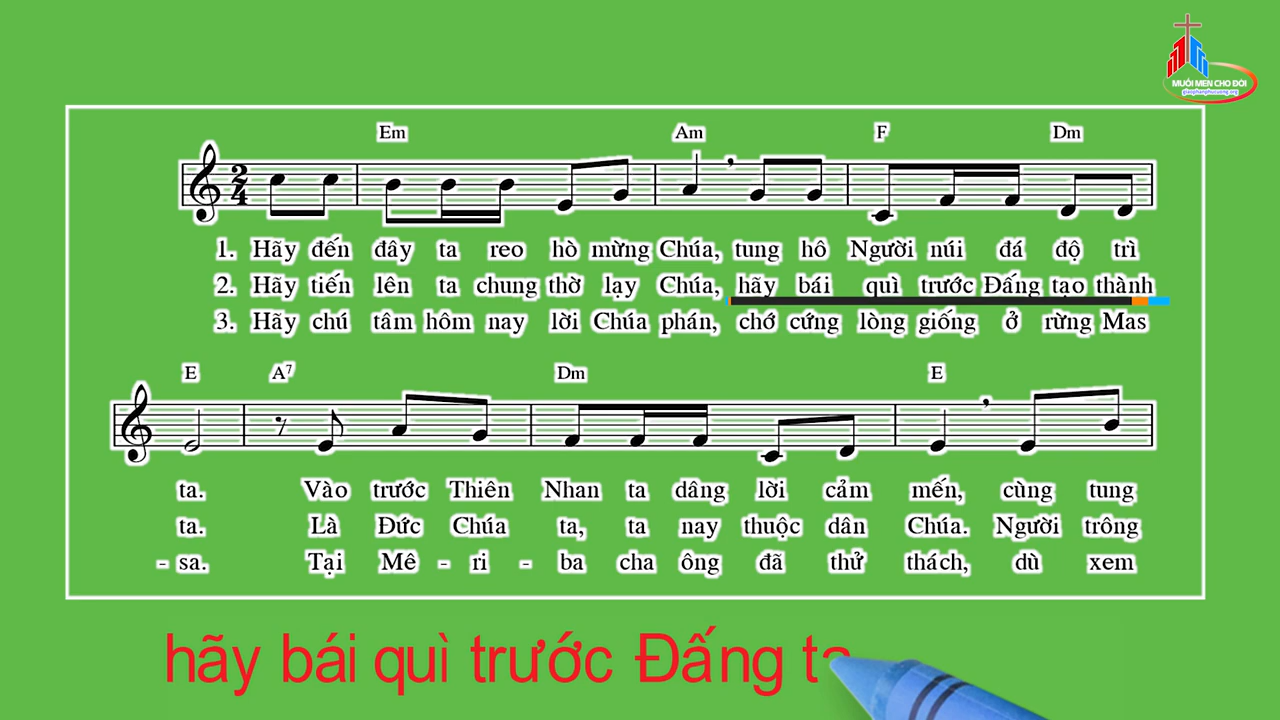 MUỐI MEN CHO ĐỜI
giaophanphucuong.org
Em Am F Dm
2
4
1. Hãy đến đây ta reo hò mừng Chúa, tung hô Người núi đá độ trì
2. Hãy tiến lên ta chung thờ lạy Chúa, hãy bái quì trước Đấng tạo thành
3. Hãy chú tâm hôm nay lời Chúa phán, chớ cứng lòng giống ở rừng Mas
E A7 Dm E
ta. Vào trước Thiên Nhan ta dâng lời cảm mến, cùng tung
ta. Là Đức Chúa ta, ta nay thuộc dân Chúa. Người trông
- sa. Tại Mê - ri - ba cha ông đã thử thách, dù xem
hãy bái quì trước Đấng